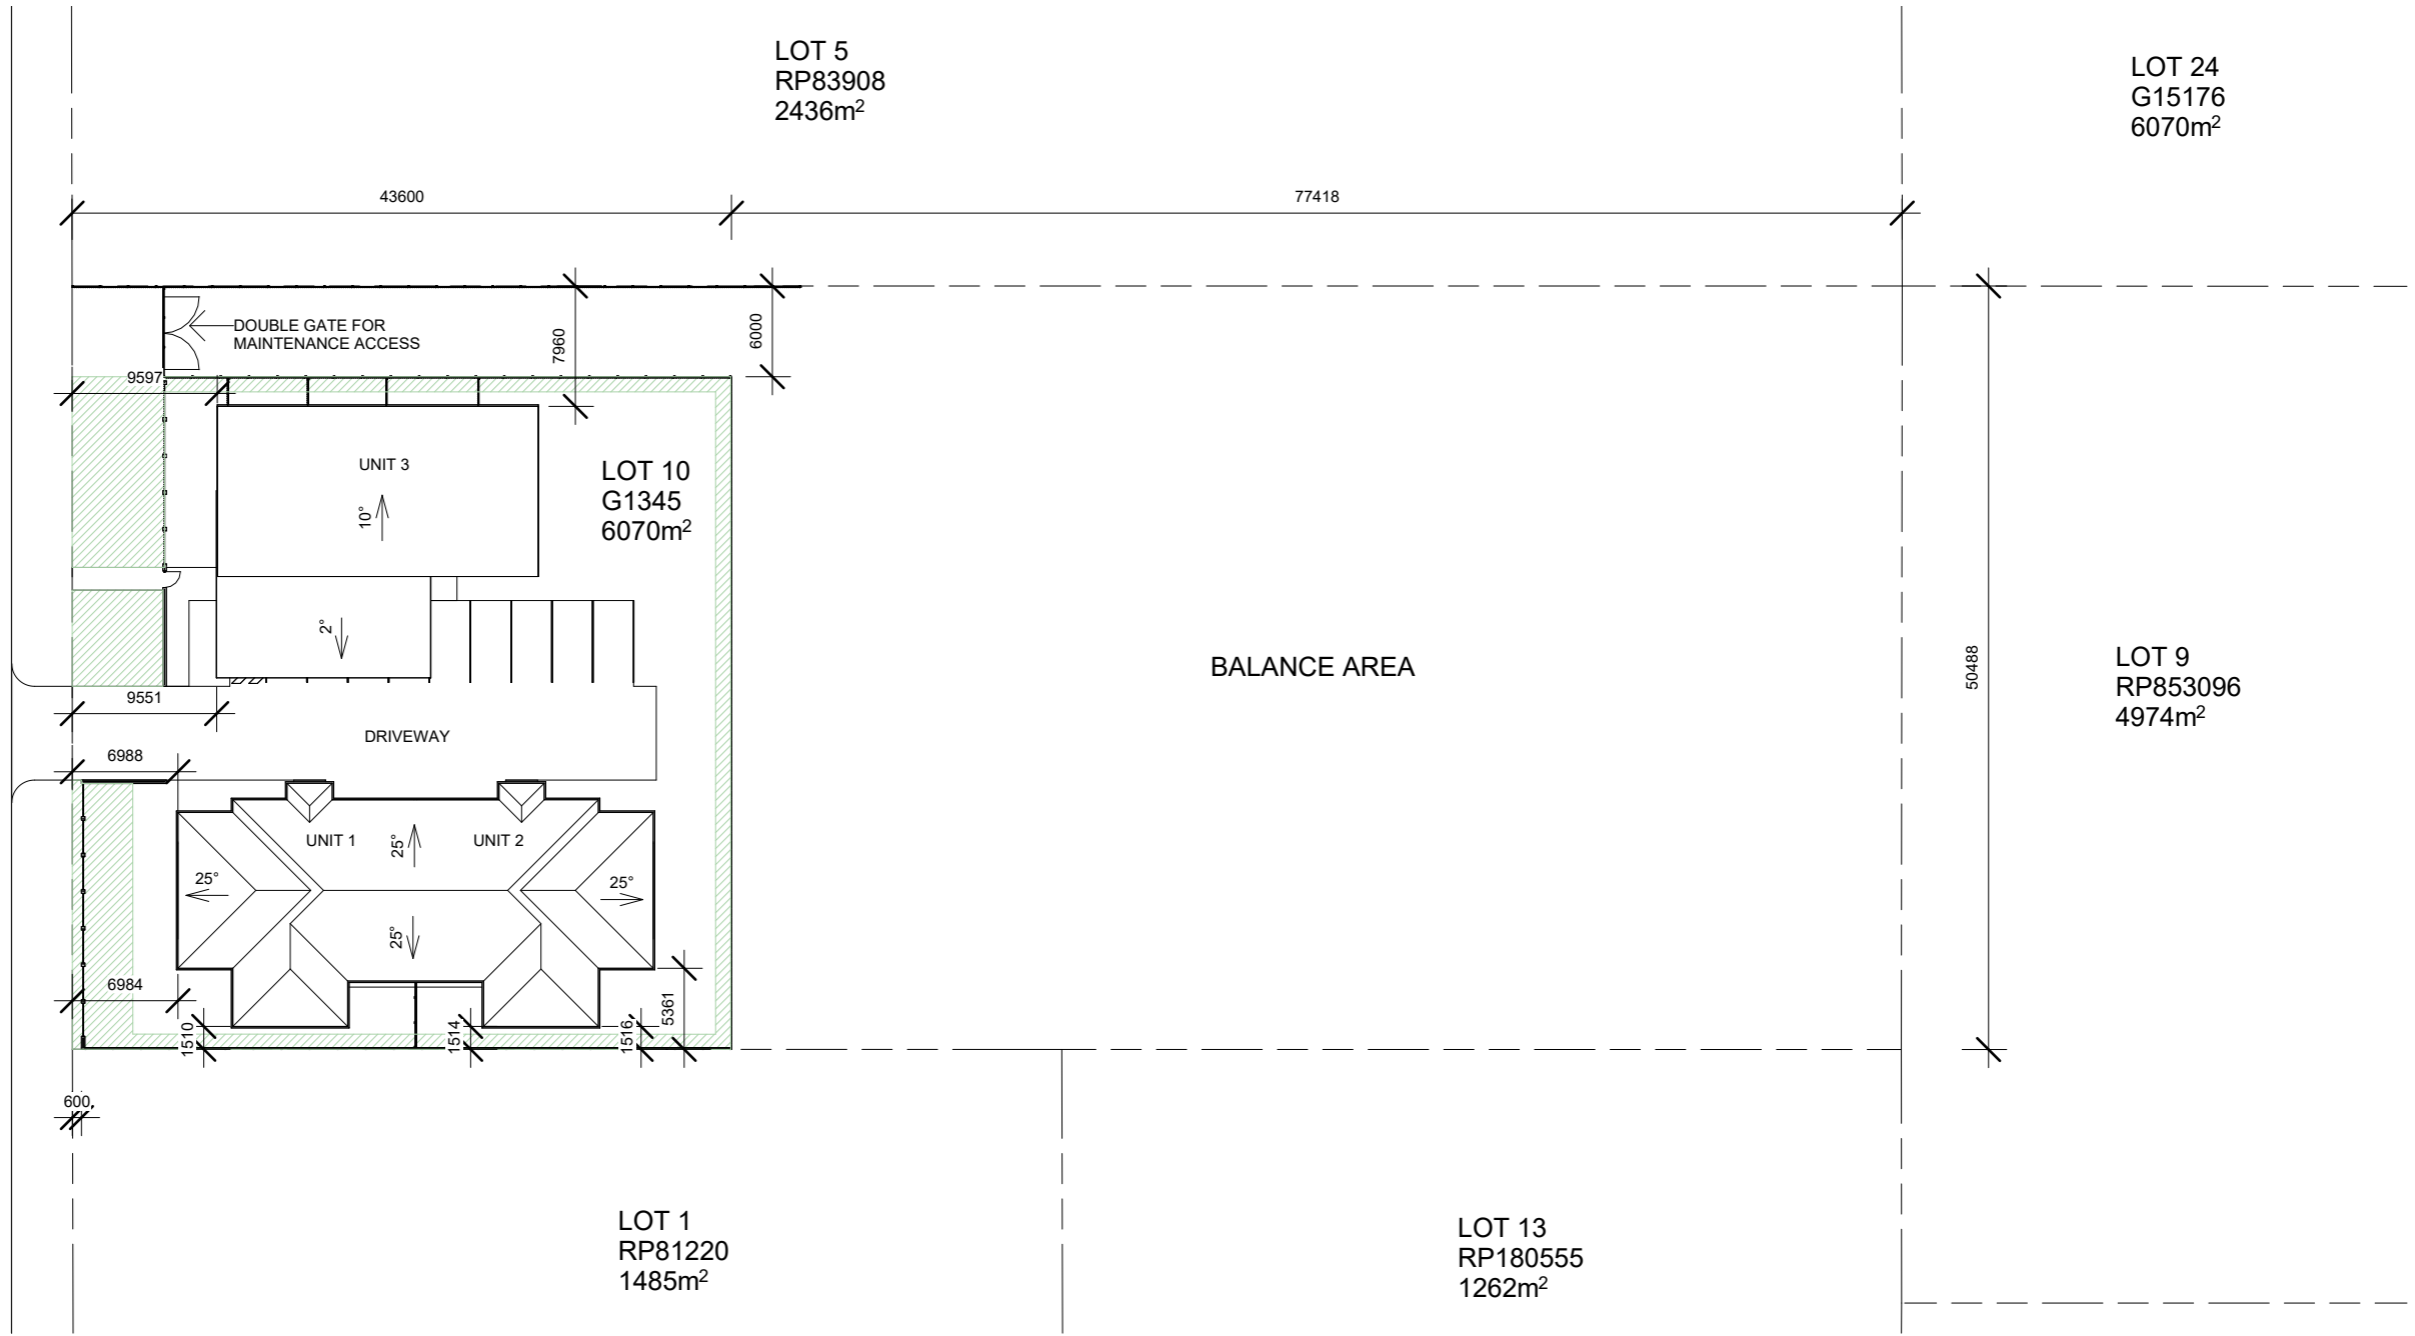 LOT 5
RP83908
2436m²
LOT 24
G15176
6070m²
43600
77418
DOUBLE GATE FOR
MAINTENANCE ACCESS
7960
6000
9597
UNIT 3
10°
LOT 10
G1345
6070m²
2°
BALANCE AREA
50488
LOT 9
RP853096
4974m²
9551
DRIVEWAY
6988
UNIT 1
25°
UNIT 2
25°
25°
25°
6984
1510
1514
1516
5361
600
LOT 1
RP81220
1485m²
LOT 13
RP180555
1262m²